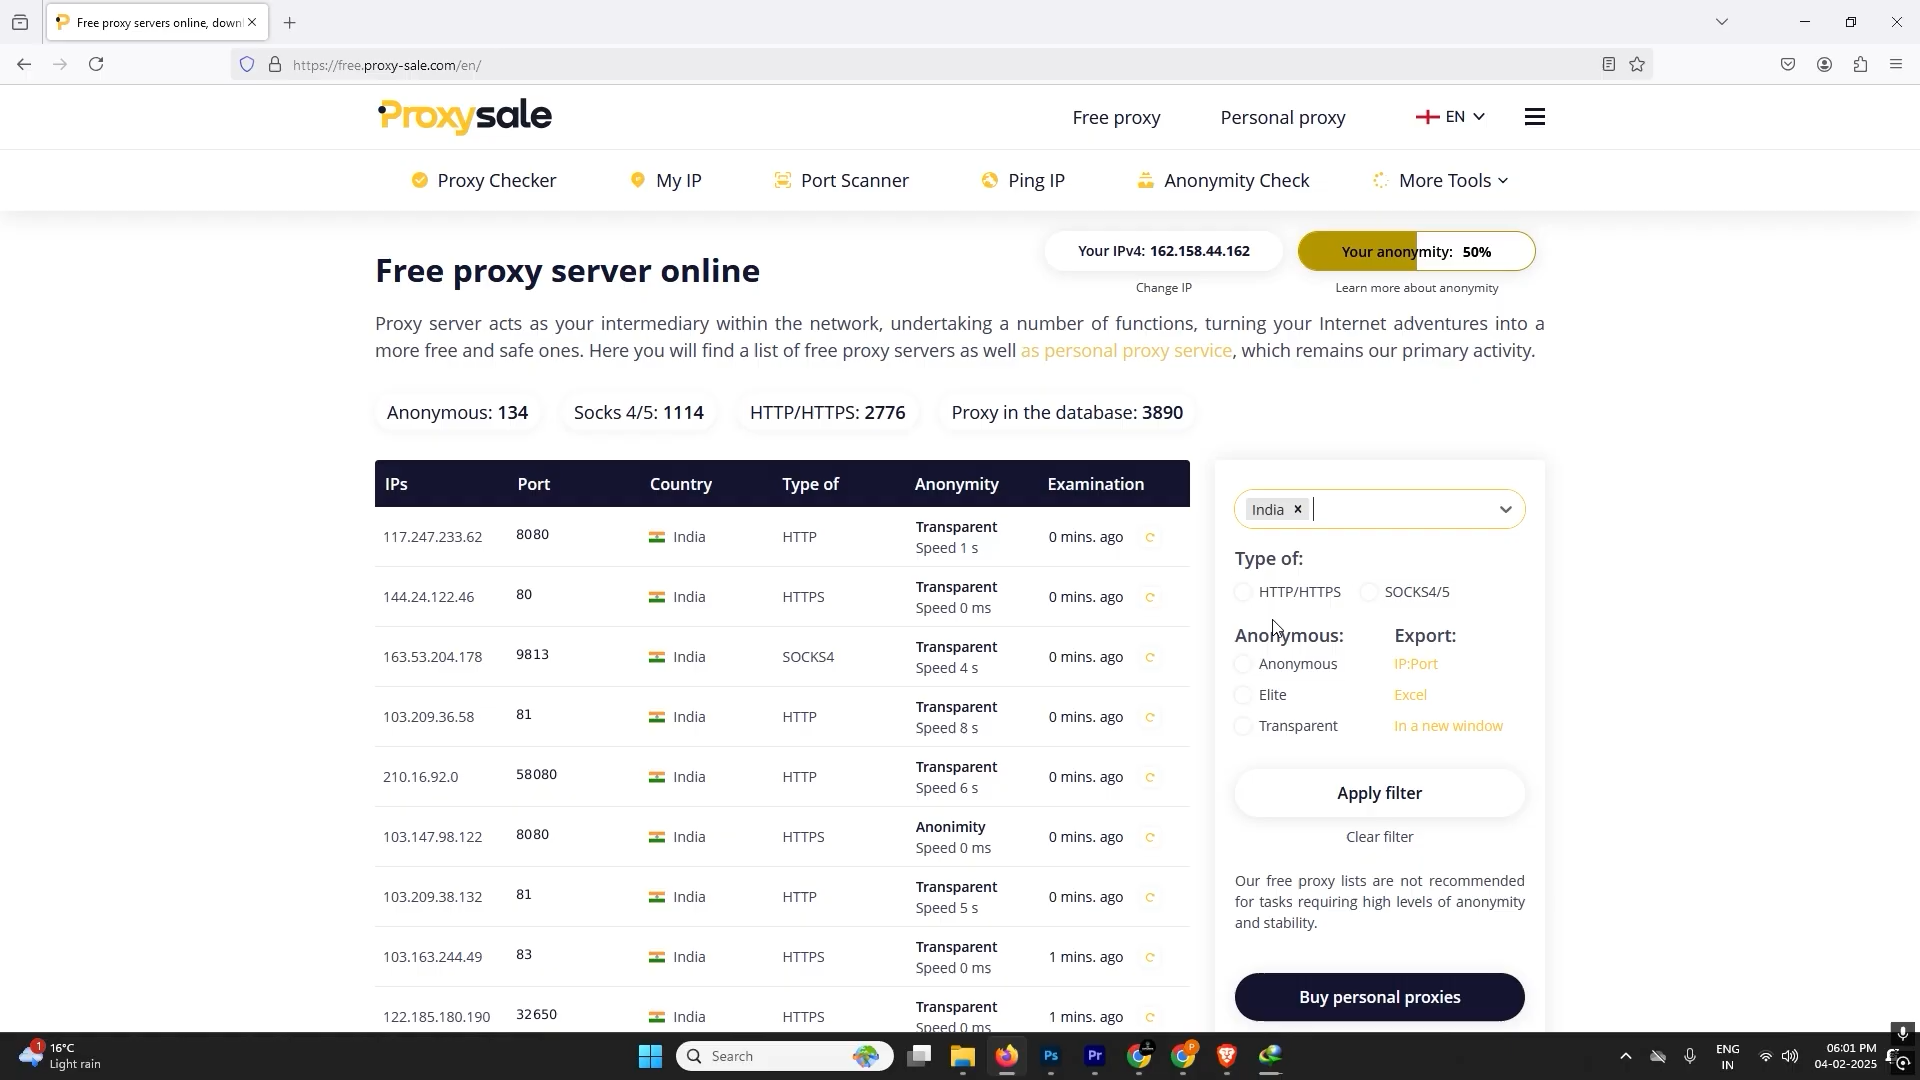 Free proxy servers online, down
https://free.proxy-sale.com/en/
Proxysale
Free proxy
Personal proxy
EN
Proxy Checker
My IP
Port Scanner
Ping IP
Anonymity Check
More Tools
Free proxy server online
Your IPv4: 162.158.44.162
Your anonymity: 50%
Change IP
Learn more about anonymity
Proxy server acts as your intermediary within the network, undertaking a number of functions, turning your Internet adventures into a
more free and safe ones. Here you will find a list of free proxy servers as well as personal proxy service, which remains our primary activity.
Anonymous: 134
Socks 4/5: 1114
HTTP/HTTPS: 2776
Proxy in the database: 3890
IPs Port Country Type of Anonymity Examination
117.247.233.62 8080 India HTTP Transparent Speed 1 s 0 mins. ago
144.24.122.46 80 India HTTPS Transparent Speed 0 ms 0 mins. ago
163.53.204.178 9813 India SOCKS4 Transparent Speed 4 s 0 mins. ago
103.209.36.58 81 India HTTP Transparent Speed 8 s 0 mins. ago
210.16.92.0 58080 India HTTP Transparent Speed 6 s 0 mins. ago
103.147.98.122 8080 India HTTPS Anonimity Speed 0 ms 0 mins. ago
103.209.38.132 81 India HTTP Transparent Speed 5 s 0 mins. ago
103.163.244.49 83 India HTTPS Transparent Speed 0 ms 1 mins. ago
122.185.180.190 32650 India HTTPS Transparent Speed 0 ms 1 mins. ago
India
Type of:
HTTP/HTTPS SOCKS4/5
Anonymous: Export:
Anonymous IP:Port
Elite Excel
Transparent In a new window
Apply filter
Clear filter
Our free proxy lists are not recommended
for tasks requiring high levels of anonymity
and stability.
Buy personal proxies
1
16°C
Light rain
Search
Ps
Pr
P
ENG
IN
06:01 PM
04-02-2025